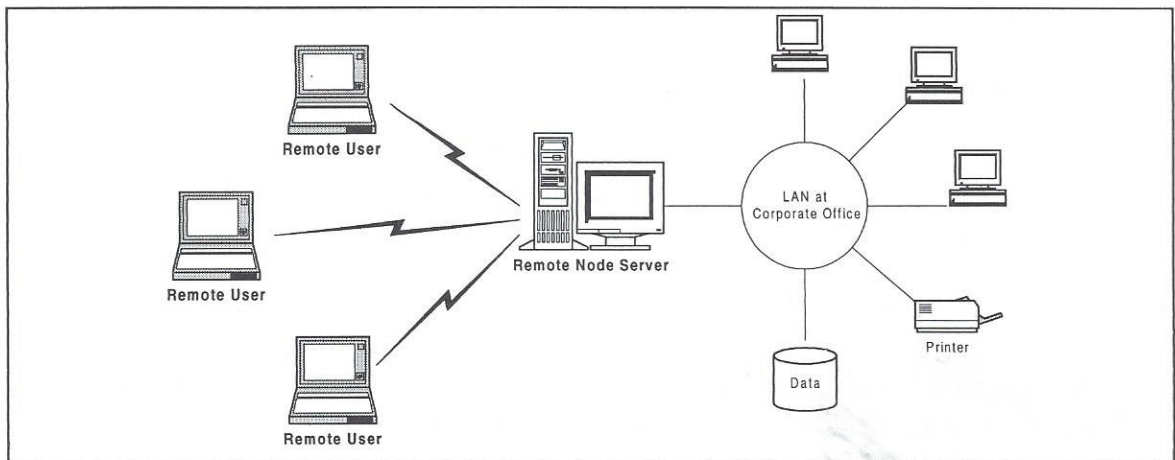 Remote User
Remote User
Remote User
Remote Node Server
LAN at
Corporate Office
Printer
Data